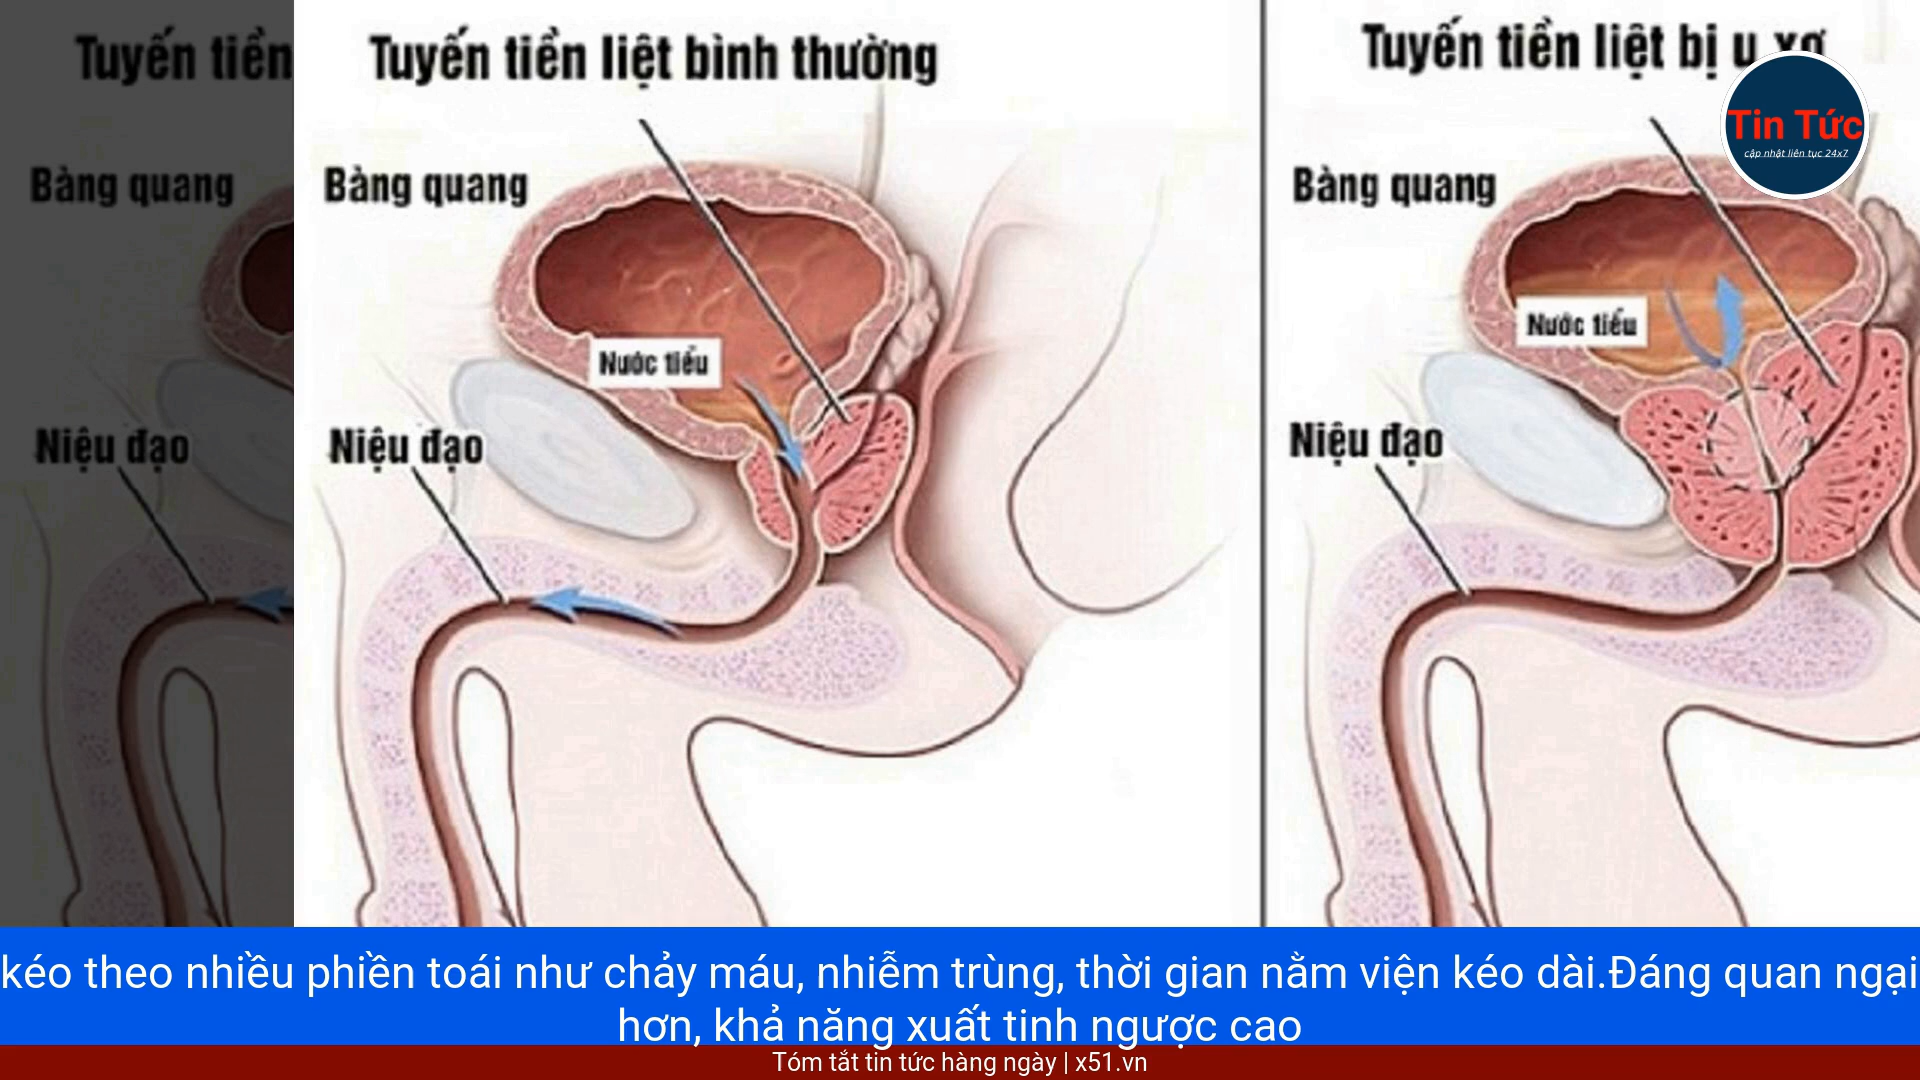 Tuyến tiền
Tuyến tiền liệt bình thường
Tuyến tiền liệt bị u xơ
Tin Tức
cập nhật liên tục 24x7
Bàng quang
Bàng quang
Bàng quang
Nước tiểu
Nước tiểu
Niệu đạo
Niệu đạo
Niệu đạo
kéo theo nhiều phiền toái như chảy máu, nhiễm trùng, thời gian nằm viện kéo dài.Đáng quan ngại
hơn, khả năng xuất tinh ngược cao
Tóm tắt tin tức hàng ngày | x51.vn